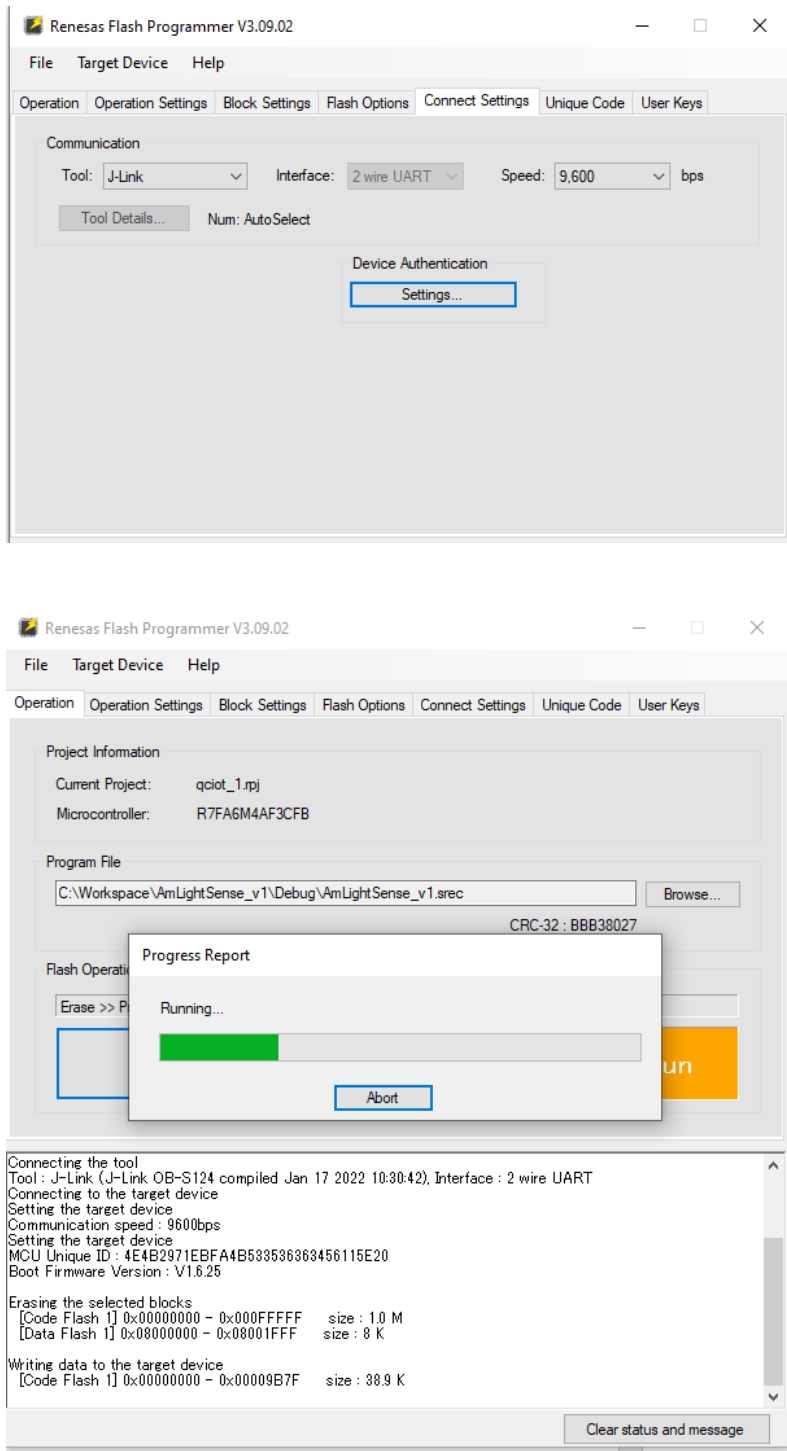 Renesas Flash Programmer V3.09.02
File Target Device Help
Operation Operation Settings Block Settings Flash Options Connect Settings Unique Code User Keys
Communication
Tool: J-Link Interface: 2 wire UART Speed: 9,600 bps
Tool Details... Num: AutoSelect
Device Authentication
Settings...
Renesas Flash Programmer V3.09.02
File Target Device Help
Operation Operation Settings Block Settings Flash Options Connect Settings Unique Code User Keys
Project Information
Current Project: qciot_1.rpj
Microcontroller: R7FA6M4AF3CFB
Program File
C:\Workspace\AmLightSense_v1\Debug\AmLightSense_v1.srec Browse...
CRC-32 : BBB38027
Progress Report
Flash Operati
Erase >> P
Running...
un
Abort
Connecting the tool
Tool : J-Link (J-Link OB-S124 compiled Jan 17 2022 10:30:42), Interface : 2 wire UART
Connecting to the target device
Setting the target device
Communication speed : 9600bps
Setting the target device
MCU Unique ID : 4E4B2971EBFA4B533536363456115E20
Boot Firmware Version : V1.6.25
Erasing the selected blocks
[Code Flash 1] 0x00000000 - 0x000FFFFF size : 1.0 M
[Data Flash 1] 0x08000000 - 0x08001FFF size : 8 K
Writing data to the target device
[Code Flash 1] 0x00000000 - 0x00009B7F size : 38.9 K
Clear status and message